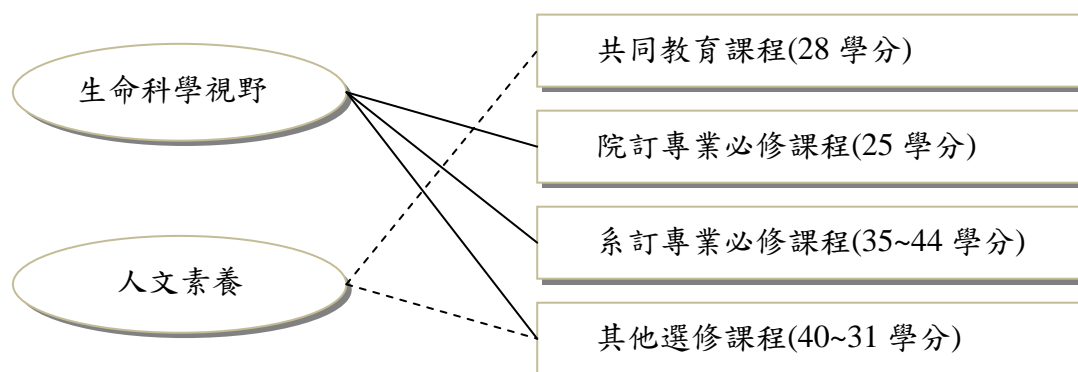 生命科學視野
人文素養
共同教育課程(28 學分)
院訂專業必修課程(25 學分)
系訂專業必修課程(35~44 學分)
其他選修課程(40~31 學分)